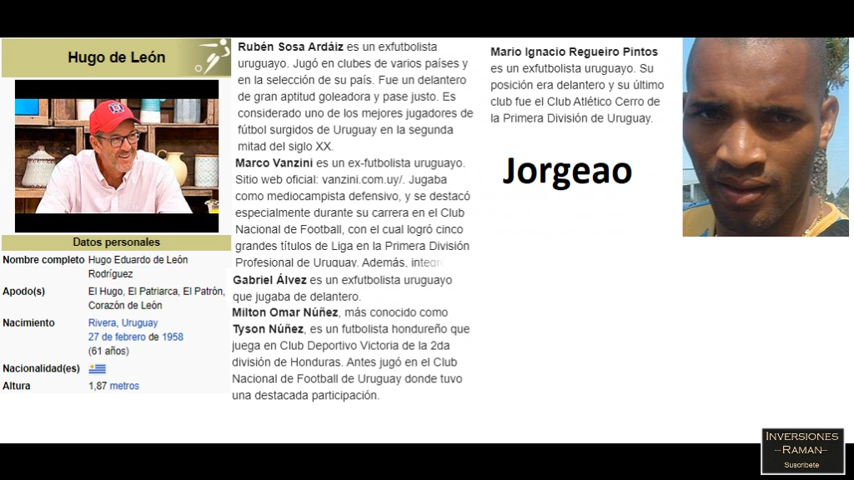 Hugo de León
Datos personales
Nombre completo Hugo Eduardo de León
Rodríguez
Apodo(s) El Hugo, El Patriarca, El Patrón,
Corazón de León
Nacimiento Rivera, Uruguay
27 de febrero de 1958
(61 años)
Nacionalidad(es)
Altura 1,87 metros
Rubén Sosa Ardáiz es un exfutbolista
uruguayo. Jugó en clubes de varios países y
en la selección de su país. Fue un delantero
de gran aptitud goleadora y pase justo. Es
considerado uno de los mejores jugadores de
fútbol surgidos de Uruguay en la segunda
mitad del siglo XX.
Marco Vanzini es un ex-futbolista uruguayo.
Sitio web oficial: vanzini.com.uy/. Jugaba
como mediocampista defensivo, y se destacó
especialmente durante su carrera en el Club
Nacional de Football, con el cual logró cinco
grandes títulos de Liga en la Primera División
Profesional de Uruguay. Además,
Gabriel Álvez es un exfutbolista uruguayo
que jugaba de delantero.
Milton Omar Núñez, más conocido como
Tyson Núñez, es un futbolista hondureño que
juega en Club Deportivo Victoria de la 2da
división de Honduras. Antes jugó en el Club
Nacional de Football de Uruguay donde tuvo
una destacada participación.
Mario Ignacio Regueiro Pintos
es un exfutbolista uruguayo. Su
posición era delantero y su último
club fue el Club Atlético Cerro de
la Primera División de Uruguay.
Jorgeao
INVERSIONES
--RAMAN--
Suscribete